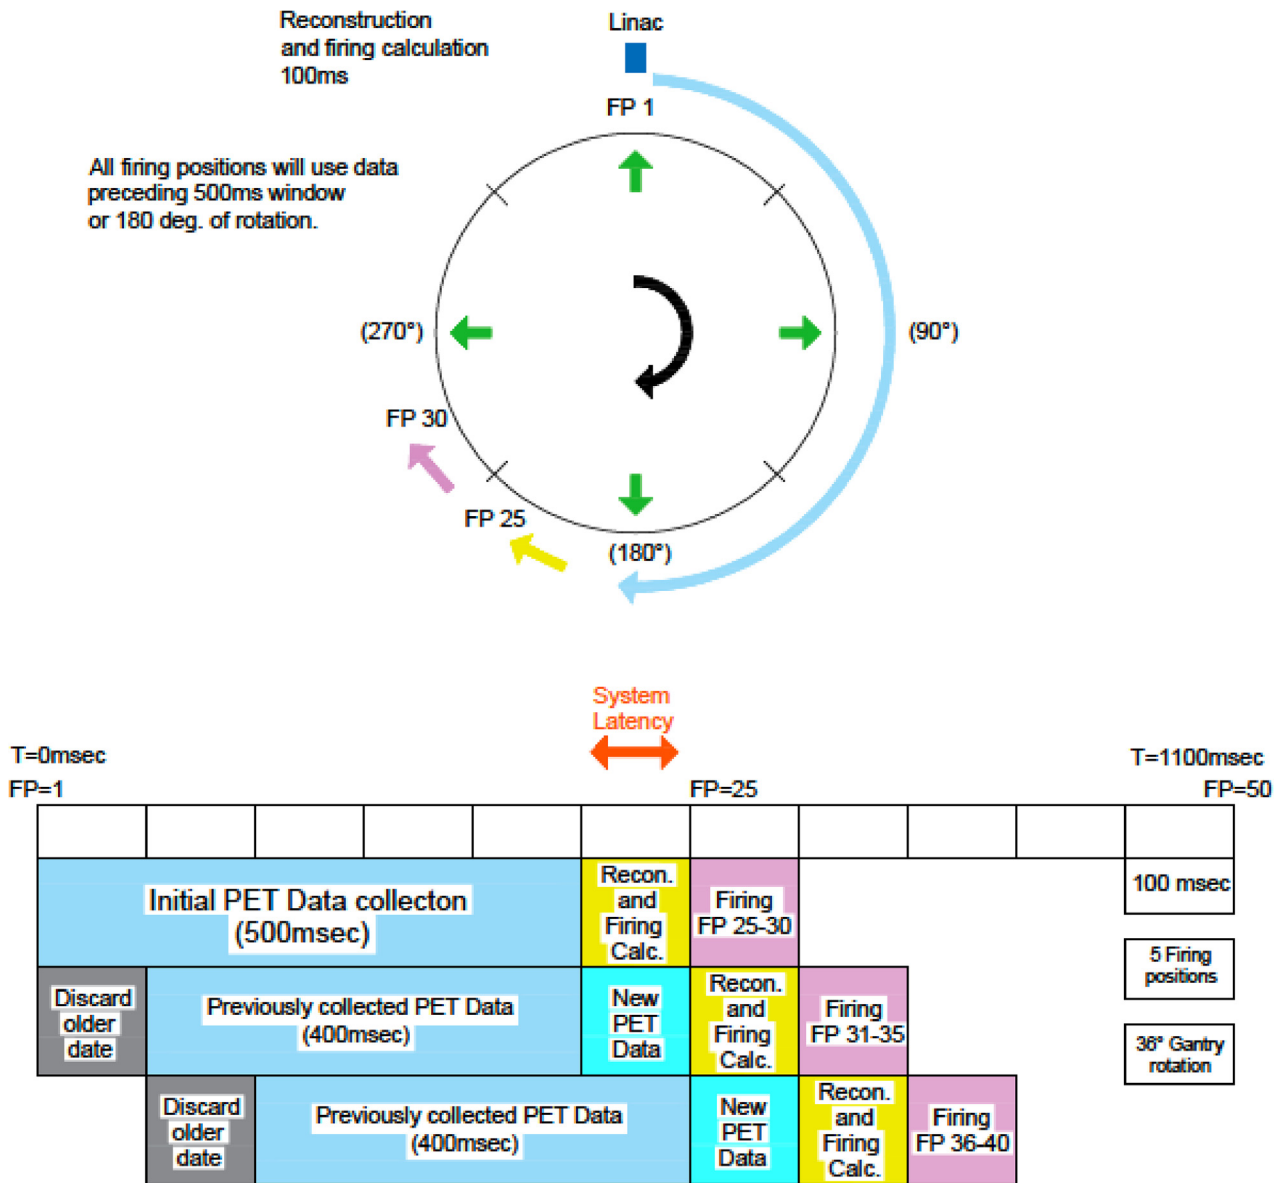 Reconstruction
and firing calculation
100ms
Linac
FP 1
All firing positions will use data
preceding 500ms window
or 180 deg. of rotation.
(270°)
(90°)
FP 30
FP 25
(180°)
System
Latency
T=0msec
T=1100msec
FP=1
FP=25
FP=50
Initial PET Data collecton
(500msec)
Recon.
and
Firing
Calc.
Firing
FP 25-30
100 msec
Discard
older
date
Previously collected PET Data
(400msec)
New
PET
Data
Recon.
and
Firing
Calc.
Firing
FP 31-35
5 Firing
positions
36° Gantry
rotation
Discard
older
date
Previously collected PET Data
(400msec)
New
PET
Data
Recon.
and
Firing
Calc.
Firing
FP 36-40